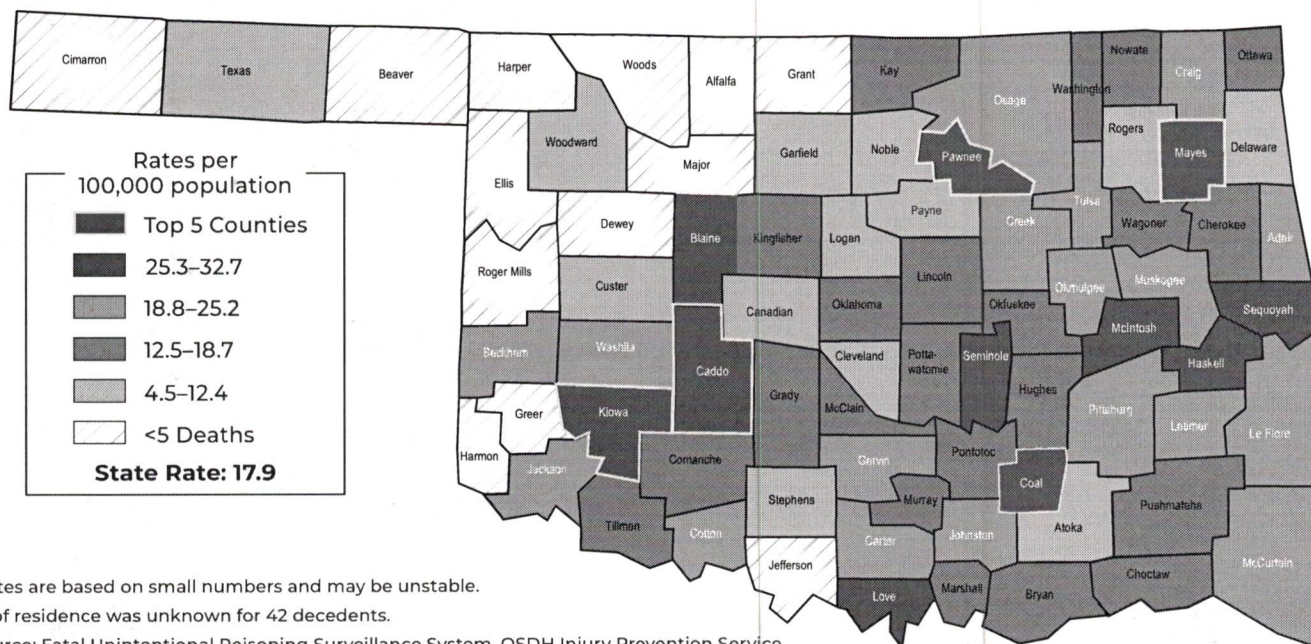 Cimarron
Texas
Beaver
Harper
Woods
Alfalfa
Grant
Kay
Osage
Washington
Nowata
Craig
Ottawa
Woodward
Ellis
Major
Garfield
Noble
Pawnee
Rogers
Mayes
Delaware
Rates per
100,000 population
Top 5 Counties
25.3–32.7
18.8–25.2
12.5–18.7
4.5–12.4
<5 Deaths
State Rate: 17.9
Dewey
Blaine
Kingfisher
Logan
Payne
Creek
Tulsa
Wagoner
Cherokee
Adair
Roger Mills
Custer
Canadian
Oklahoma
Lincoln
Okfuskee
Okmulgee
Muskogee
Sequoyah
Beckham
Washita
Caddo
Grady
Cleveland
McClain
Potta-
watomie
Seminole
Hughes
McIntosh
Haskell
Pittsburg
Latimer
Le Flore
Greer
Kiowa
Harmon
Jackson
Comanche
Tillman
Cotton
Stephens
Garvin
Pontotoc
Murray
Coal
Atoka
Pushmataha
Jefferson
Carter
Johnston
Love
Marshall
Bryan
Choctaw
McCurtain
tes are based on small numbers and may be unstable.
of residence was unknown for 42 decedents.
urce: Fatal Unintentional Poisoning Surveillance System, OSDH Injury Prevention Service